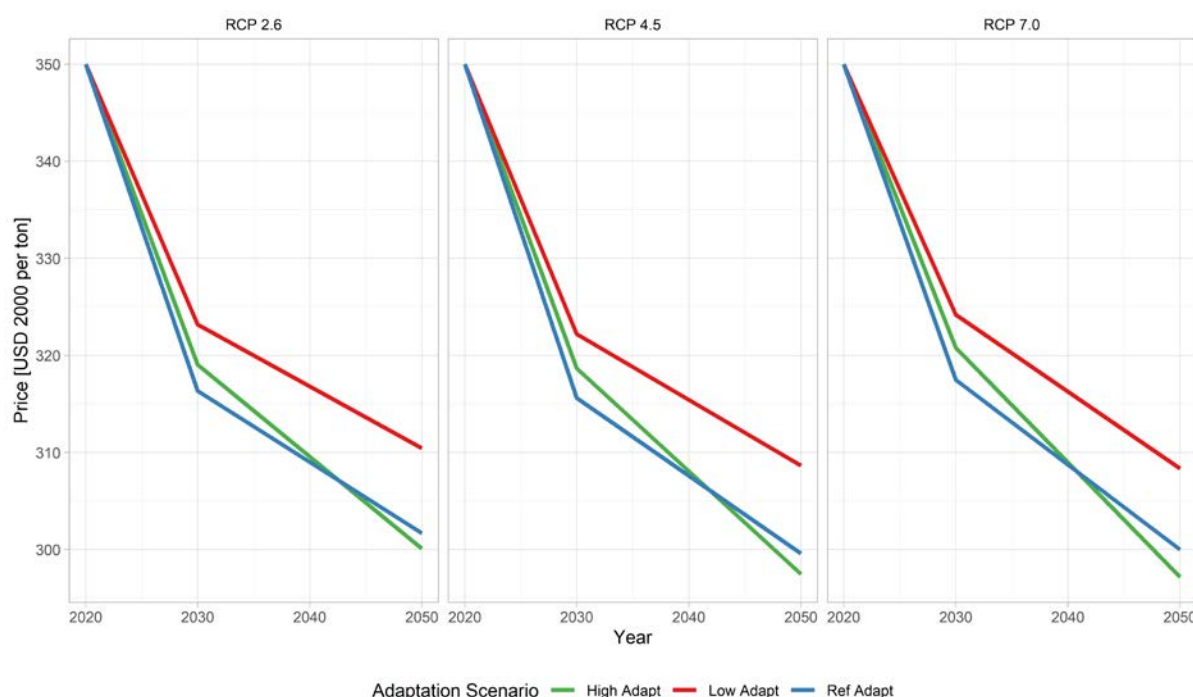 RCP 2.6 RCP 4.5 RCP 7.0
350
340
330
320
310
300
Price [USD 2000 per ton]
2020 2030 2040 2050 2020 2030 2040 2050 2020 2030 2040 2050
Year
Adaptation Scenario High Adapt Low Adapt Ref Adapt